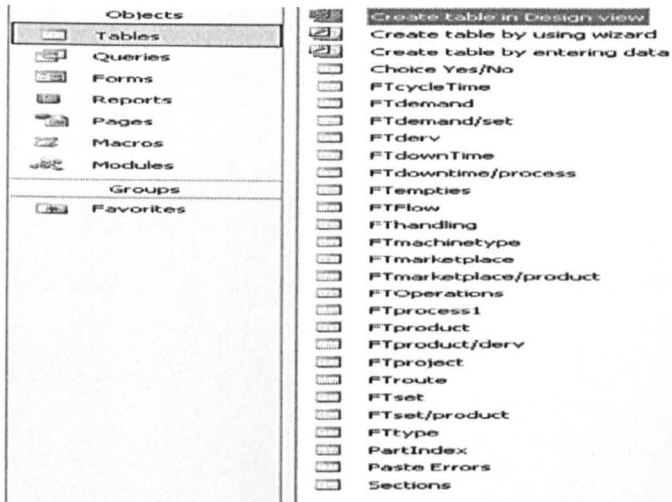 Objects
Tables
Queries
Forms
Reports
Pages
Macros
Modules
Groups
Favorites
Create table in Design view
Create table by using wizard
Create table by entering data
Choice Yes/No
FTcycleTime
FTdemand
FTdemand/set
FTderv
FTdownTime
FTdowntime/process
FTempties
FTFlow
FThandling
FTmachinetype
FTmarketplace
FTmarketplace/product
FTOperations
FTprocess1
FTproduct
FTproduct/derv
FTproject
FTroute
FTset
FTset/product
FTtype
PartIndex
Paste Errors
Sections